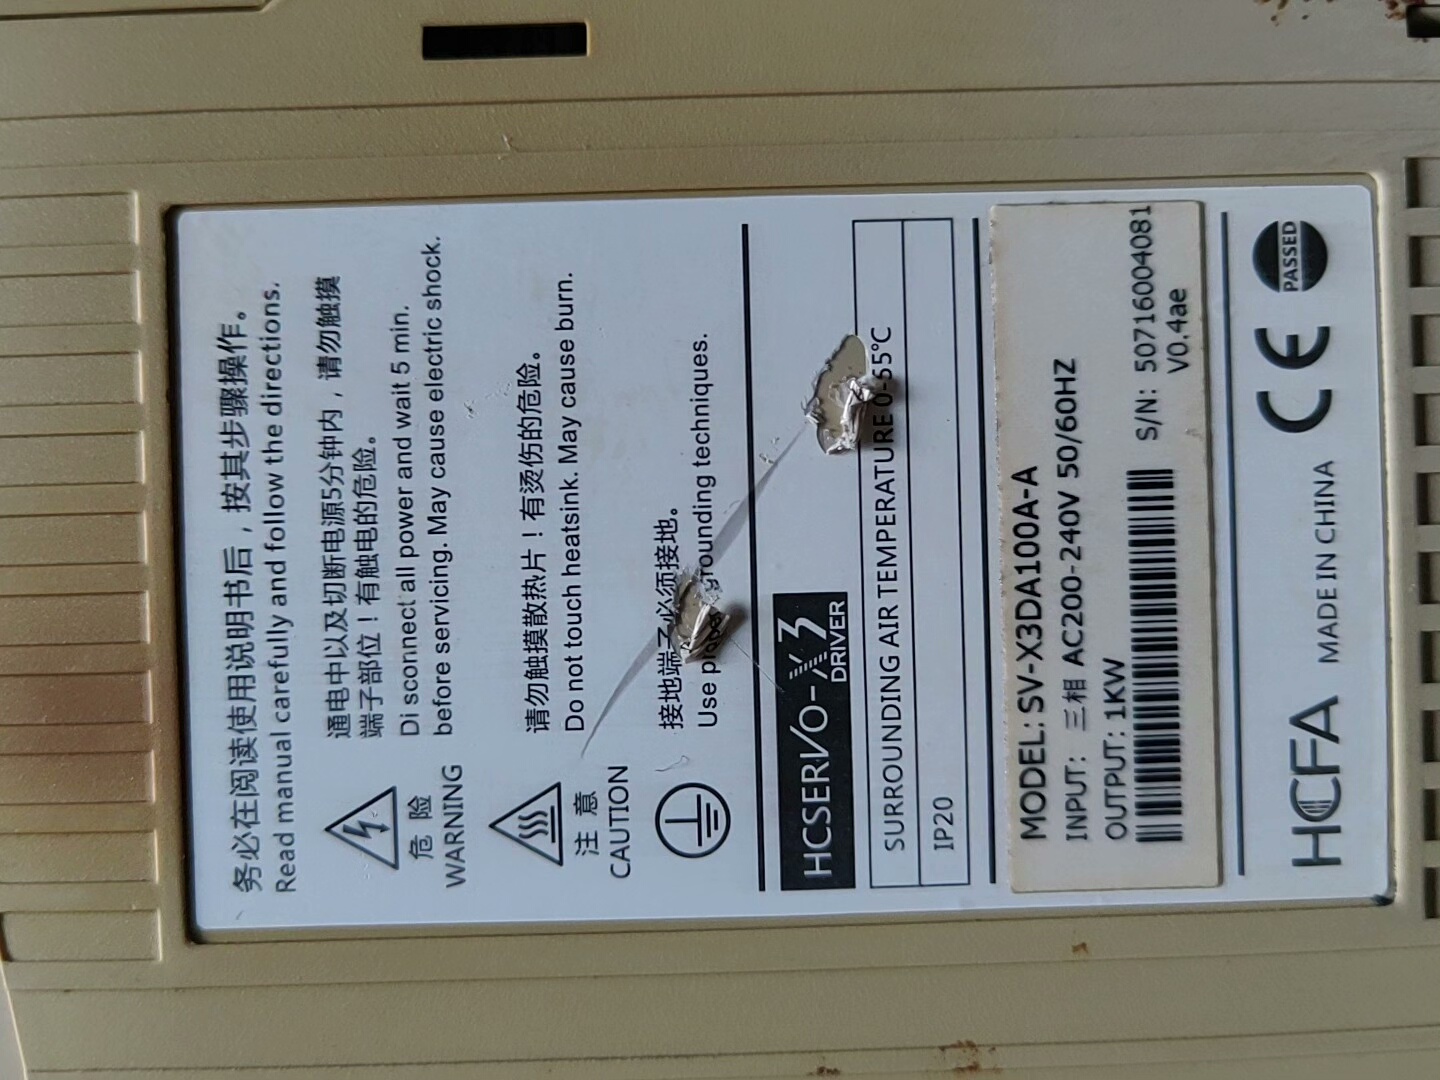 务必在阅读使用说明书后，按其步骤操作。
Read manual carefully and follow the directions.
危 险
WARNING
通电中以及切断电源5分钟内，请勿触摸
端子部位！有触电的危险。
Di sconnect all power and wait 5 min.
before servicing. May cause electric shock.
注 意
CAUTION
请勿触摸散热片！有烫伤的危险。
Do not touch heatsink. May cause burn.
接地端子必须接地。
Use grounding techniques.
HCSERVO-X3
DRIVER
SURROUNDING AIR TEMPERATURE 0-55℃
IP20
MODEL: SV-X3DA100A-A
INPUT: 三相 AC200-240V 50/60HZ
OUTPUT: 1KW
S/N: 50716004081
V0.4ae
HCFA MADE IN CHINA CE PASSED